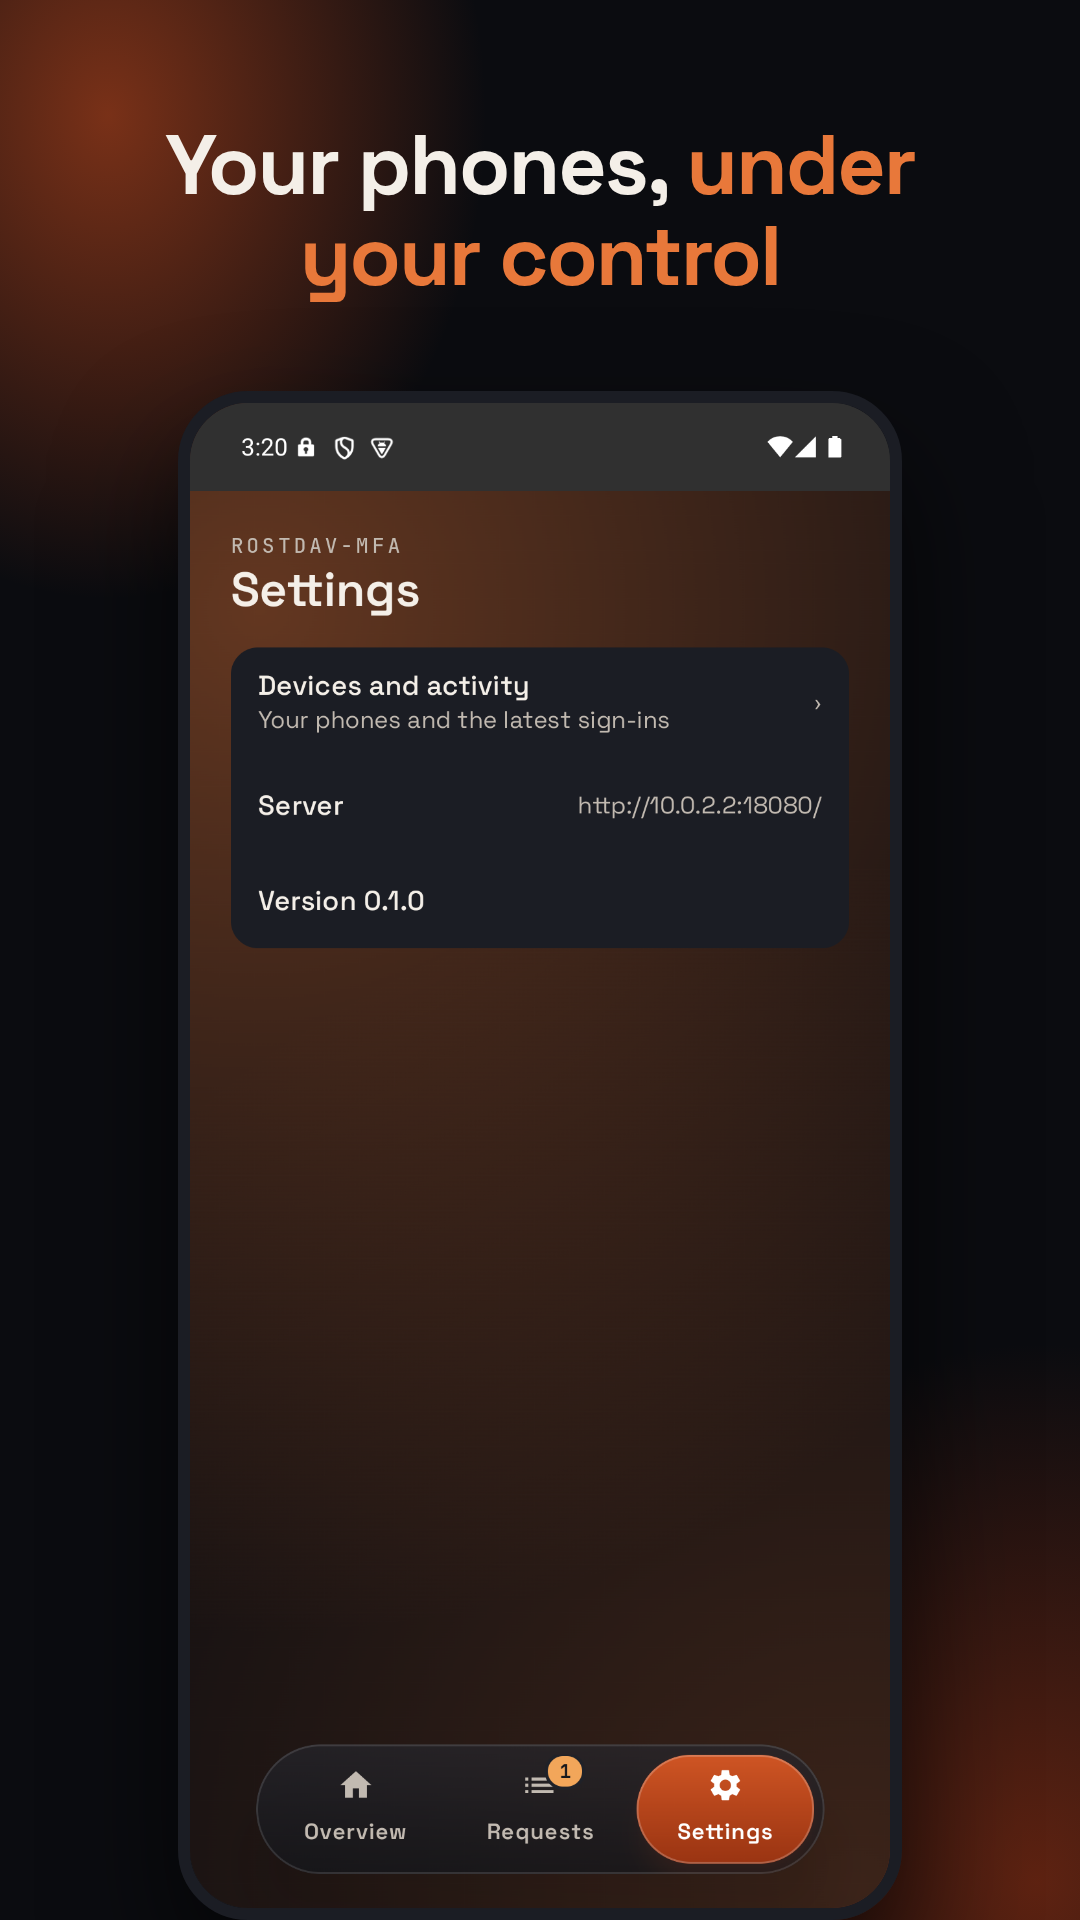 Your phones, under
your control
3:20
ROSTDAV-MFA
Settings
Devices and activity
Your phones and the latest sign-ins
›
Server http://10.0.2.2:18080/
Version 0.1.0
1
Overview Requests Settings